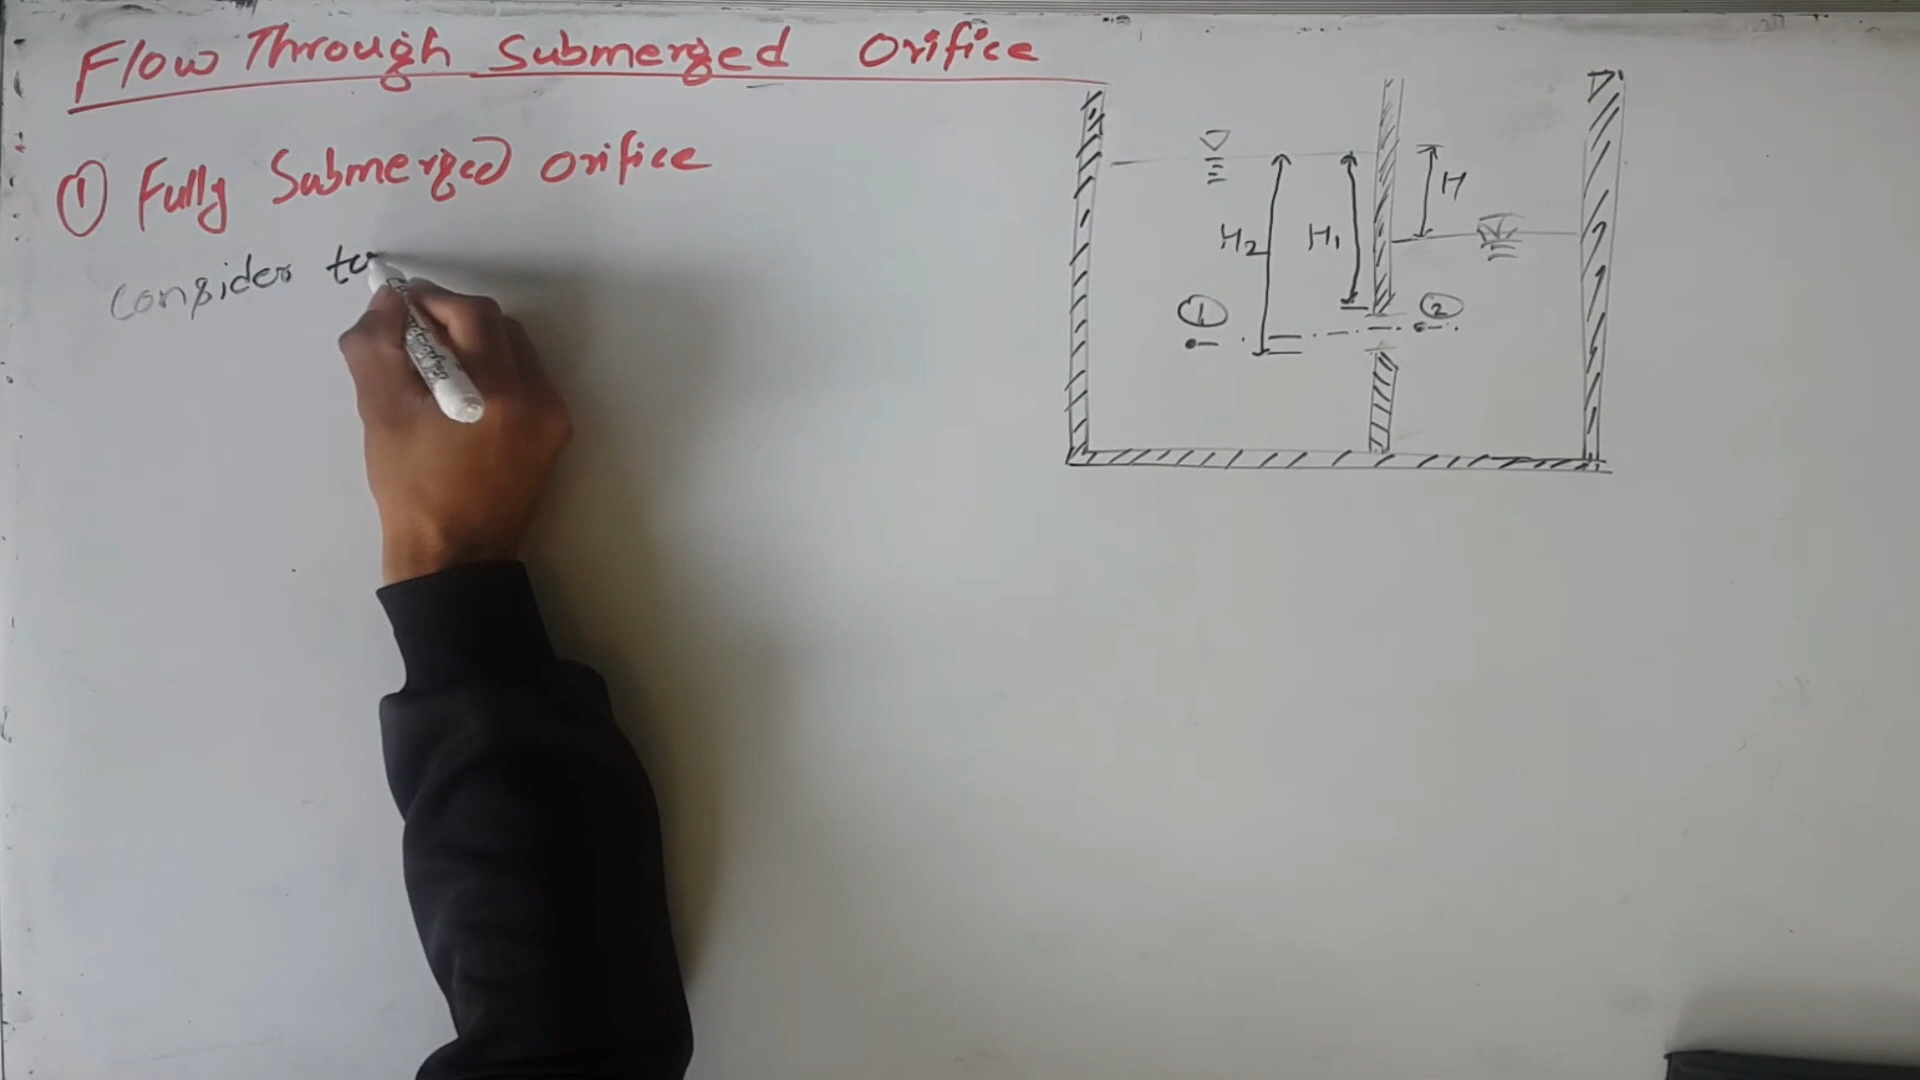 Flow Through Submerged Orifice
① Fully Submerged orifice
consider
H
H₂ H₁
① ②